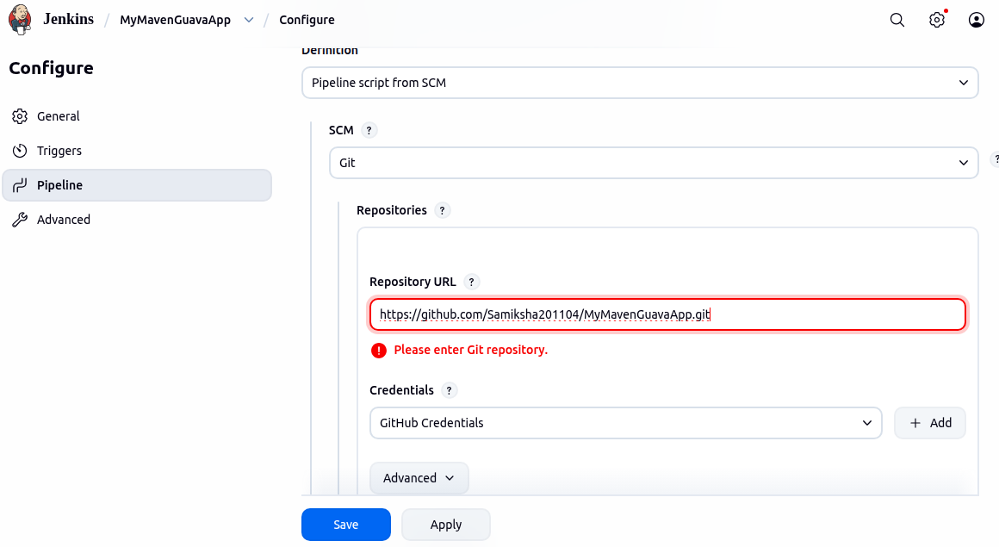 Jenkins / MyMavenGuavaApp / Configure
Configure
General
Triggers
Pipeline
Advanced
Definition
Pipeline script from SCM
SCM ?
Git
?
Repositories ?
Repository URL ?
https://github.com/Samiksha201104/MyMavenGuavaApp.git
! Please enter Git repository.
Credentials ?
GitHub Credentials
+ Add
Advanced
Save Apply